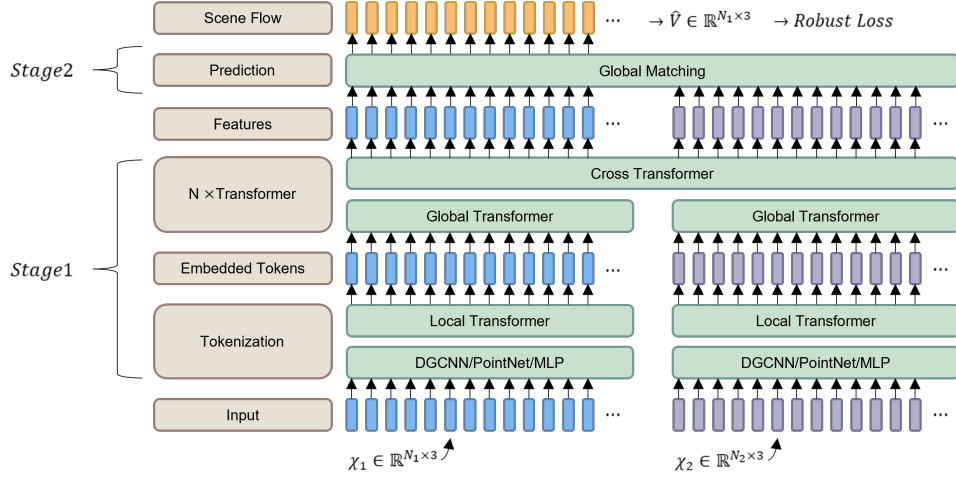 Scene Flow
... → V̂ ∈ ℝ^{N₁×3} → Robust Loss
Stage2
Prediction
Global Matching
Features
... ...
N ×Transformer
Cross Transformer
Global Transformer Global Transformer
Stage1
Embedded Tokens
... ...
Tokenization
Local Transformer Local Transformer
DGCNN/PointNet/MLP DGCNN/PointNet/MLP
Input
... ...
χ₁ ∈ ℝ^{N₁×3} χ₂ ∈ ℝ^{N₂×3}